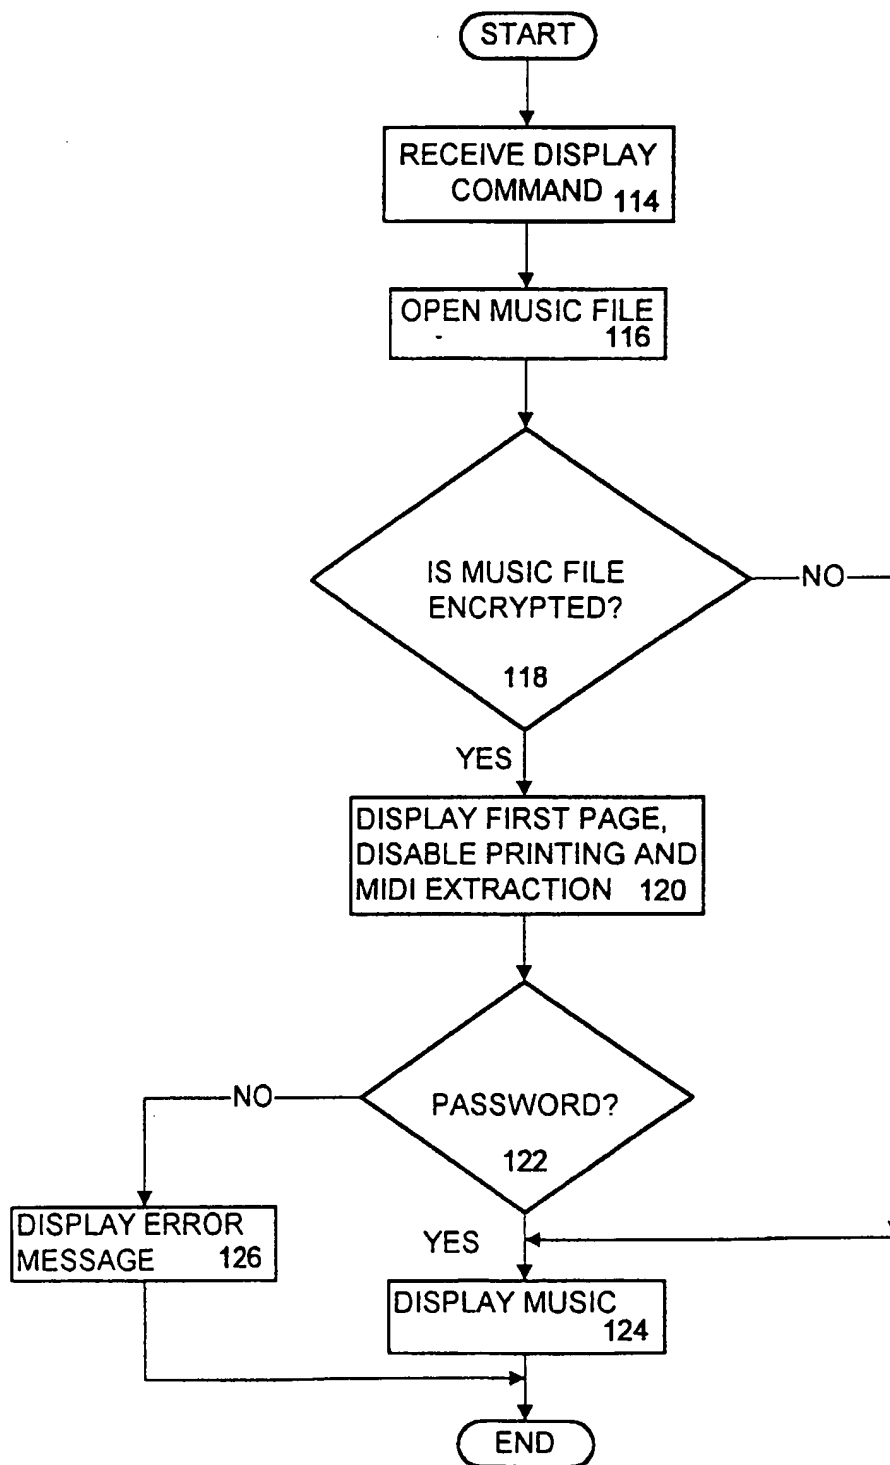 START
RECEIVE DISPLAY
COMMAND 114
OPEN MUSIC FILE
116
IS MUSIC FILE
ENCRYPTED?
NO
118
YES
DISPLAY FIRST PAGE,
DISABLE PRINTING AND
MIDI EXTRACTION 120
NO
PASSWORD?
122
DISPLAY ERROR
MESSAGE 126
YES
DISPLAY MUSIC
124
END